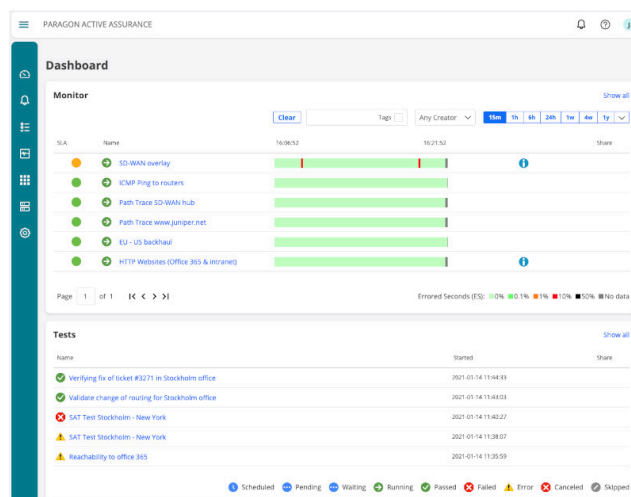 PARAGON ACTIVE ASSURANCE
Dashboard
Monitor
Show all
Clear
Tags
Any Creator
15m 1h 6h 24h 1w 4w 1y
SLA Name 16:06:52 16:21:52 Share
SD-WAN overlay
ICMP Ping to routers
Path Trace SD-WAN hub
Path Trace www.juniper.net
EU - US backhaul
HTTP Websites (Office 365 & intranet)
Page 1 of 1
Errored Seconds (ES): 0% 0.1% 1% 10% 50% No data
Tests
Show all
Name Started Share
Verifying fix of ticket #3271 in Stockholm office 2021-01-14 11:44:33
Validate change of routing for Stockholm office 2021-01-14 11:43:03
SAT Test Stockholm - New York 2021-01-14 11:40:27
SAT Test Stockholm - New York 2021-01-14 11:38:07
Reachability to office 365 2021-01-14 11:35:59
Scheduled Pending Waiting Running Passed Failed Error Canceled Skipped